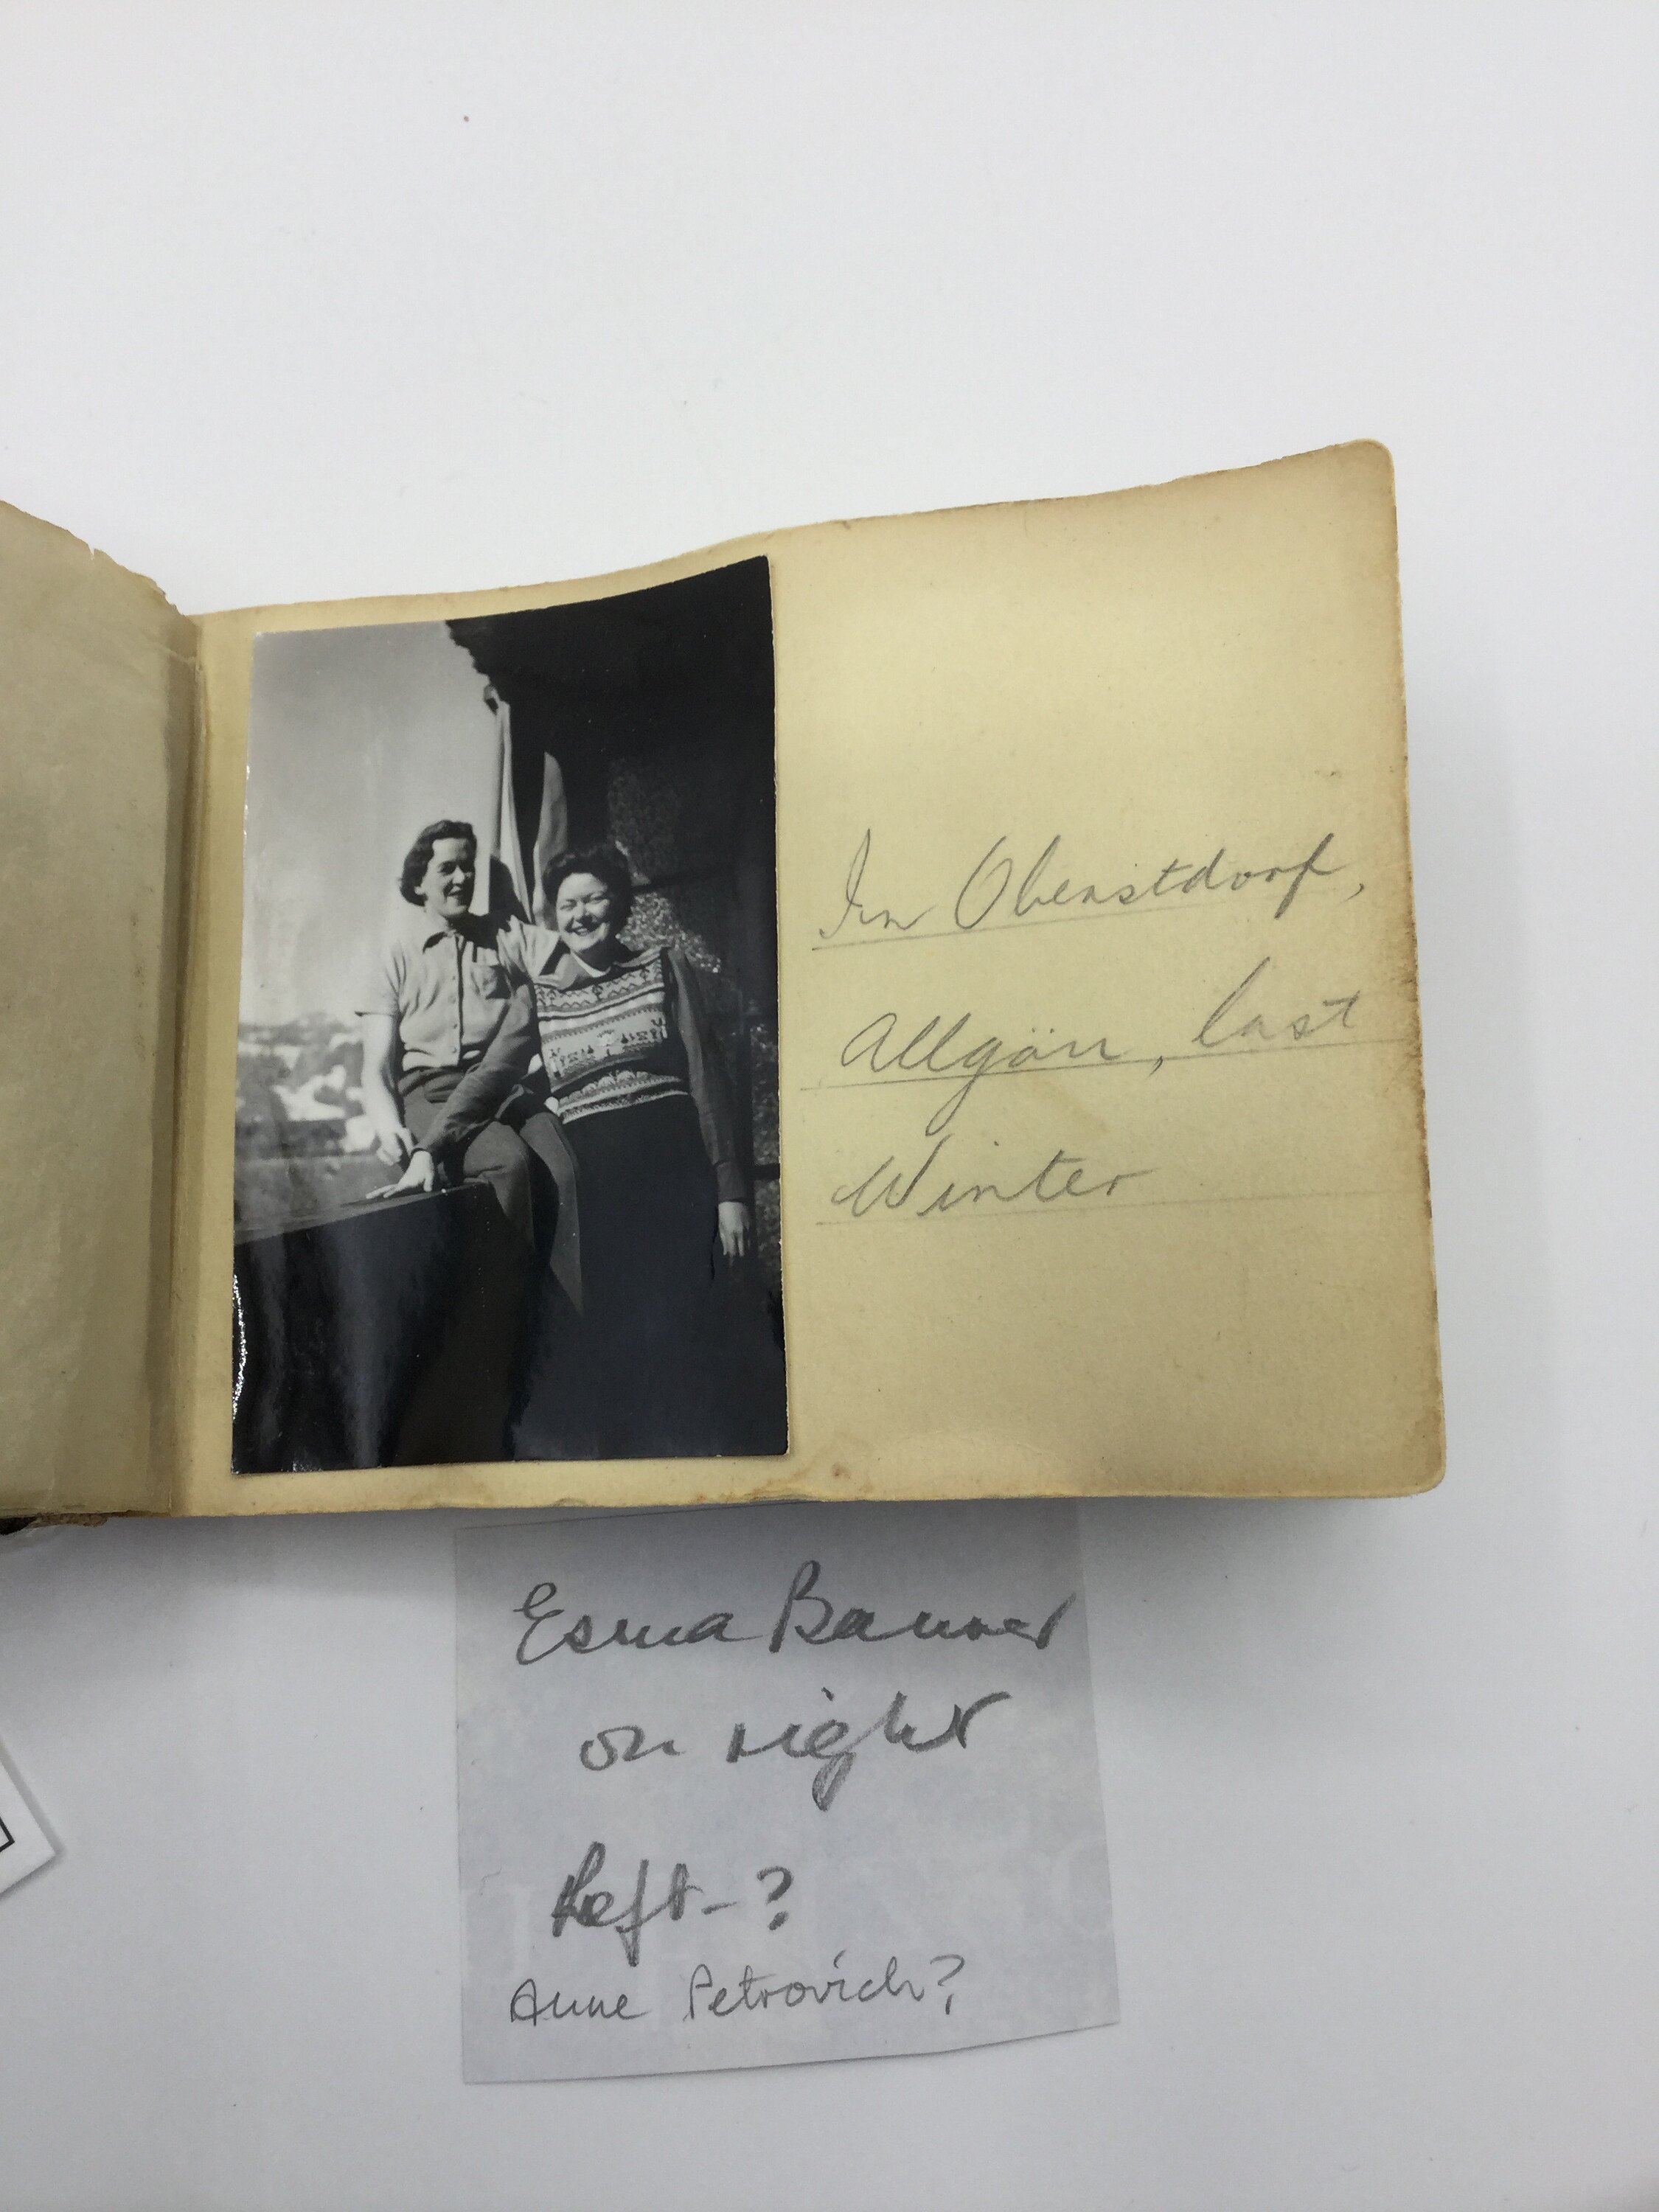 In Oberstdorf,
Allgäu, last
Winter
Esma Banner
on right
Left - ?
Anne Petrovich?